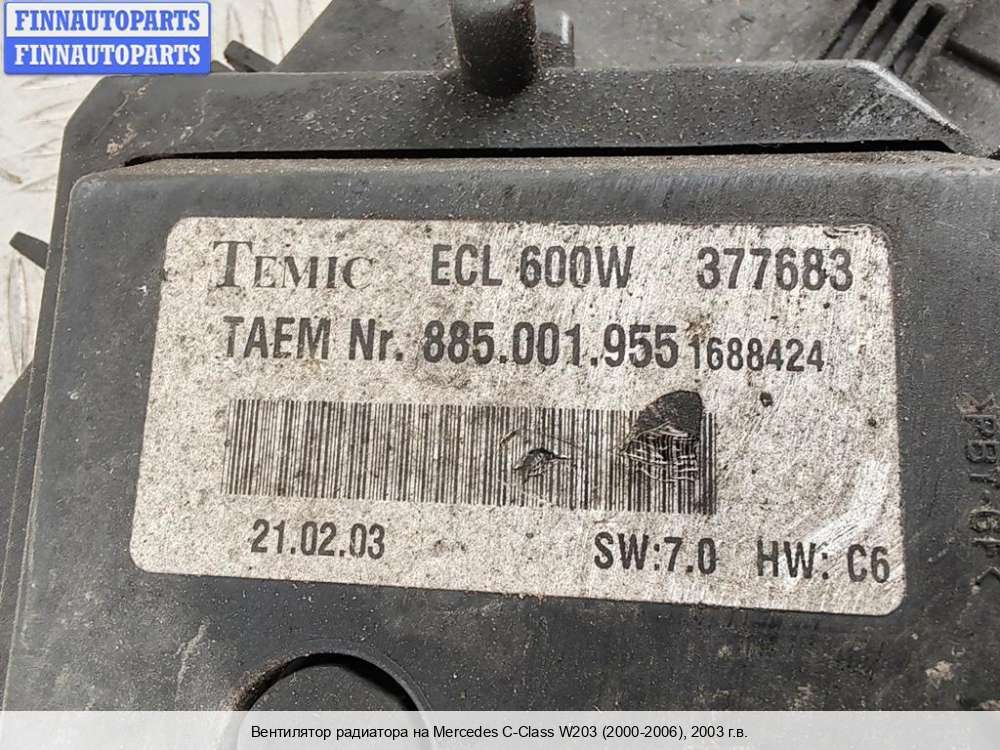 FINNAUTOPARTS
FINNAUTOPARTS
TEMIC ECL 600W 377683
TAEM Nr. 885.001.955 1688424
21.02.03 SW:7.0 HW: C6
Вентилятор радиатора на Mercedes C-Class W203 (2000-2006), 2003 г.в.